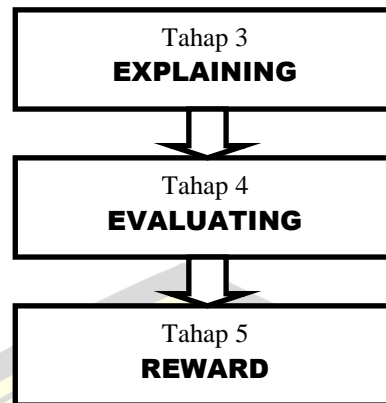 Tahap 3
EXPLAINING
Tahap 4
EVALUATING
Tahap 5
REWARD